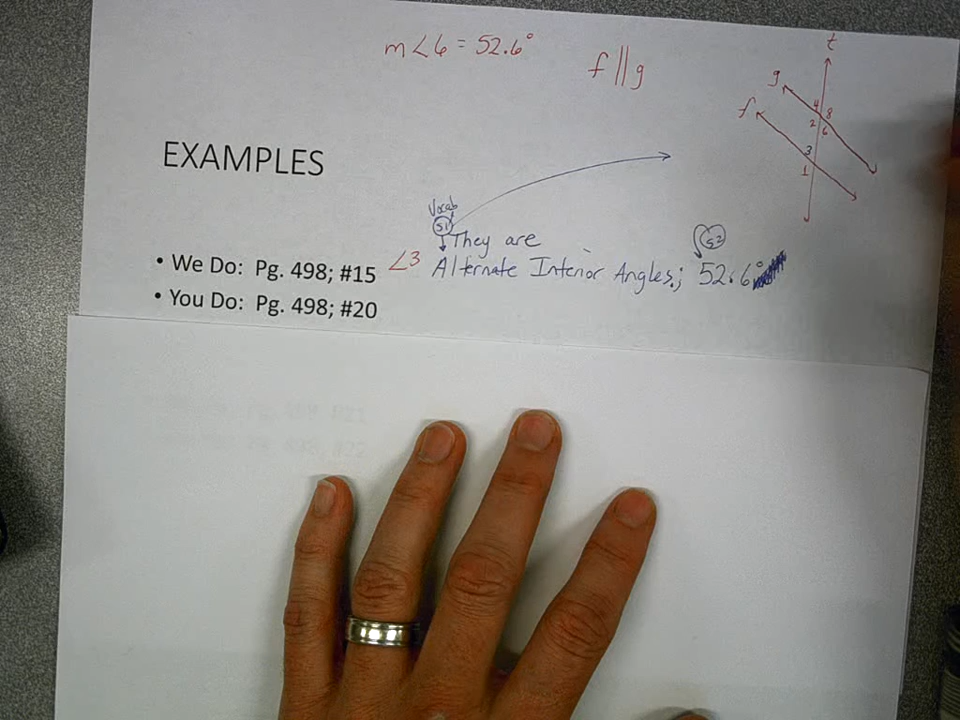 m∠6 = 52.6°
f || g
t
g
f
4
8
2
6
3
1
EXAMPLES
Vocab
S1
They are
S2
• We Do: Pg. 498; #15
∠3 Alternate Interior Angles; 52.6°
• You Do: Pg. 498; #20